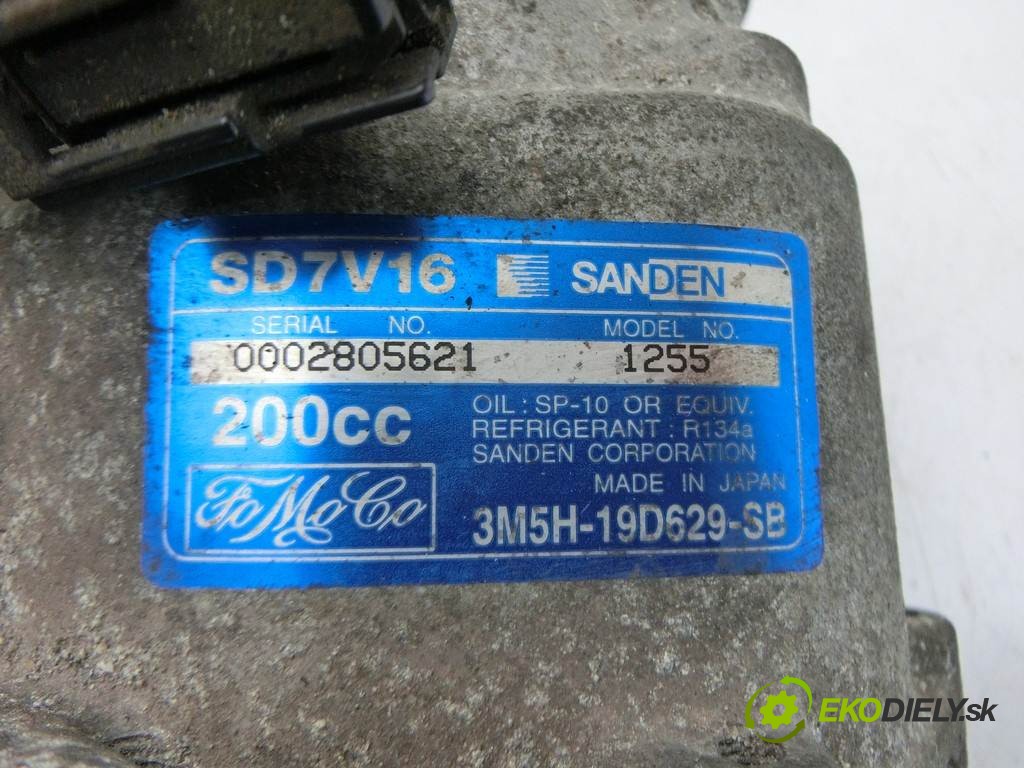 SD7V16 SANDEN
SERIAL NO. MODEL NO.
0002805621 1255
200cc
OIL : SP-10 OR EQUIV.
REFRIGERANT : R134a
SANDEN CORPORATION
MADE IN JAPAN
FoMoCo
3M5H-19D629-SB
EKODIELY.sk